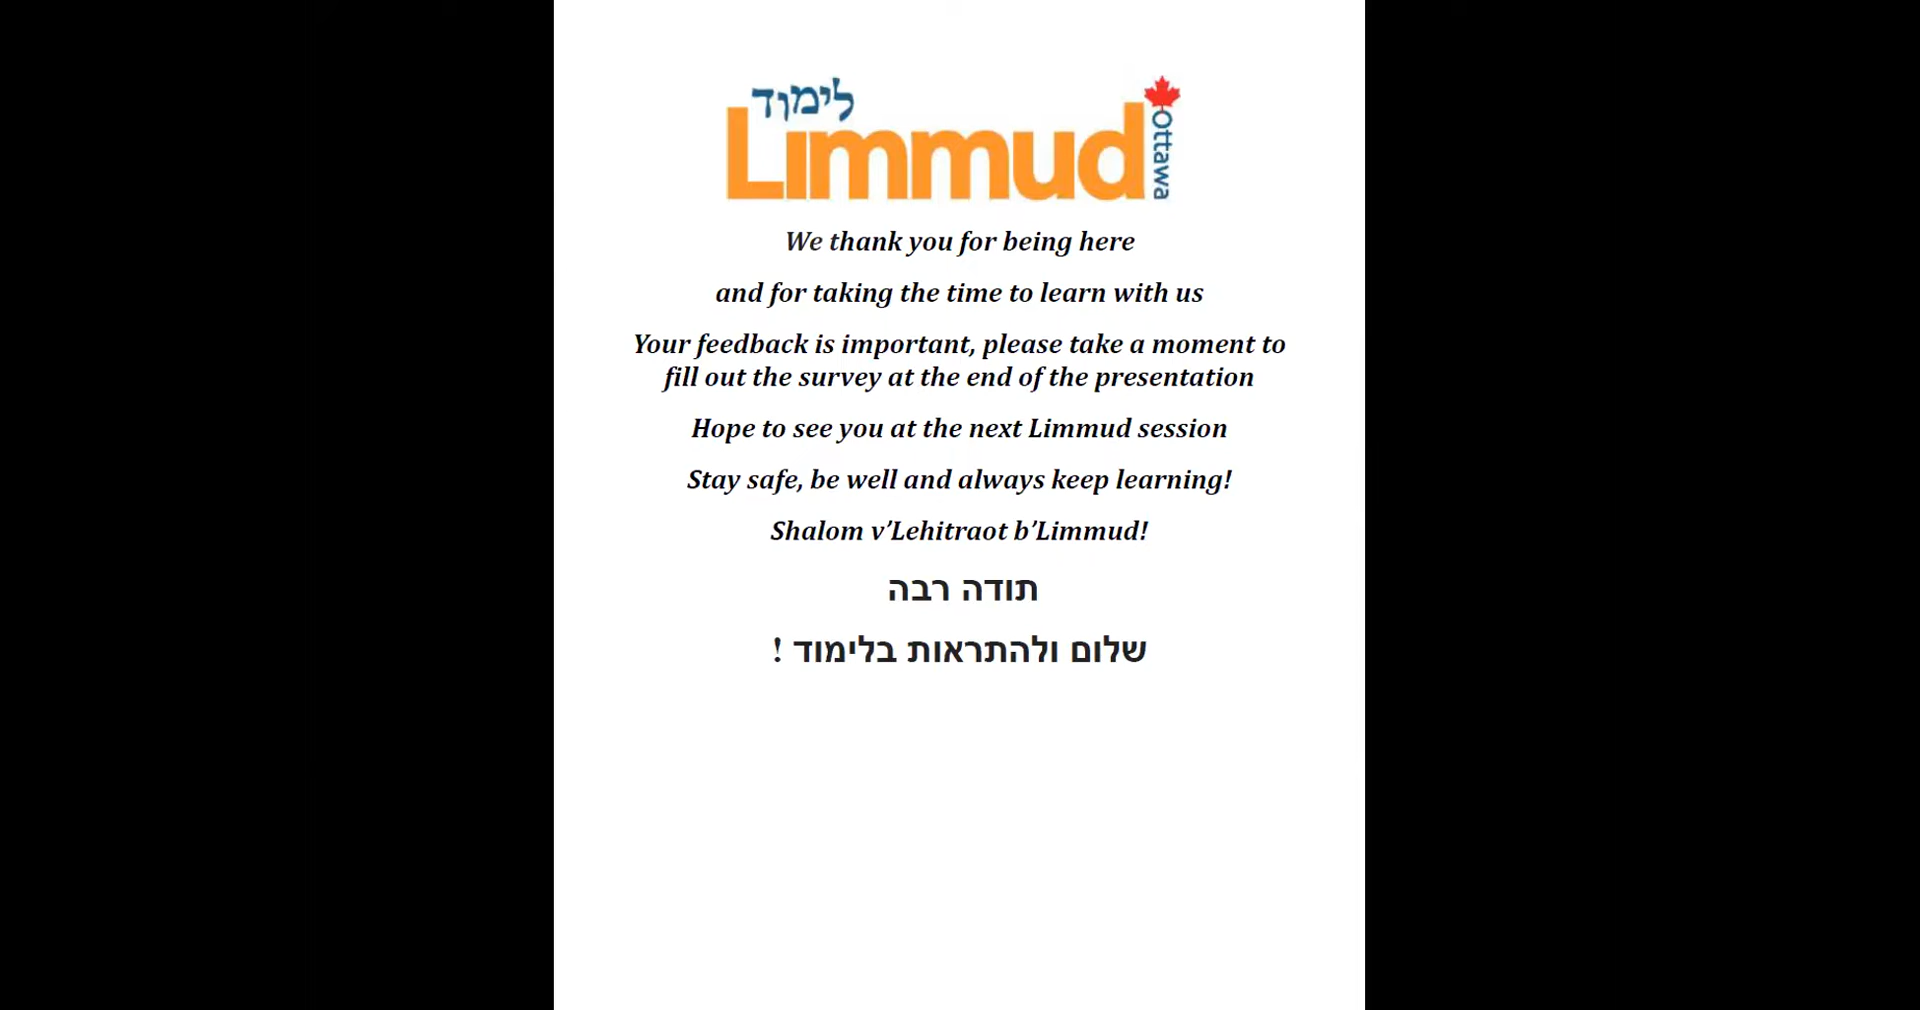 לימוד
Limmud
Ottawa
We thank you for being here
and for taking the time to learn with us
Your feedback is important, please take a moment to
fill out the survey at the end of the presentation
Hope to see you at the next Limmud session
Stay safe, be well and always keep learning!
Shalom v’Lehitraot b’Limmud!
תודה רבה
שלום ולהתראות בלימוד !